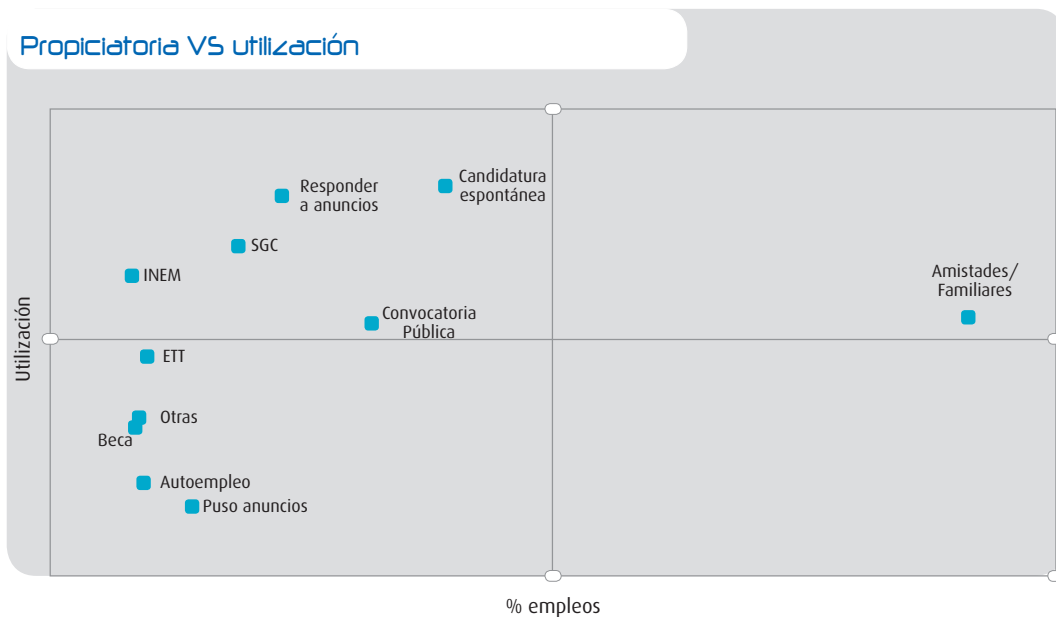 Propiciatoria VS utilización
Candidatura
espontánea
Responder
a anuncios
SGC
INEM
Amistades/
Familiares
Convocatoria
Pública
Utilización
ETT
Otras
Beca
Autoempleo
Puso anuncios
% empleos